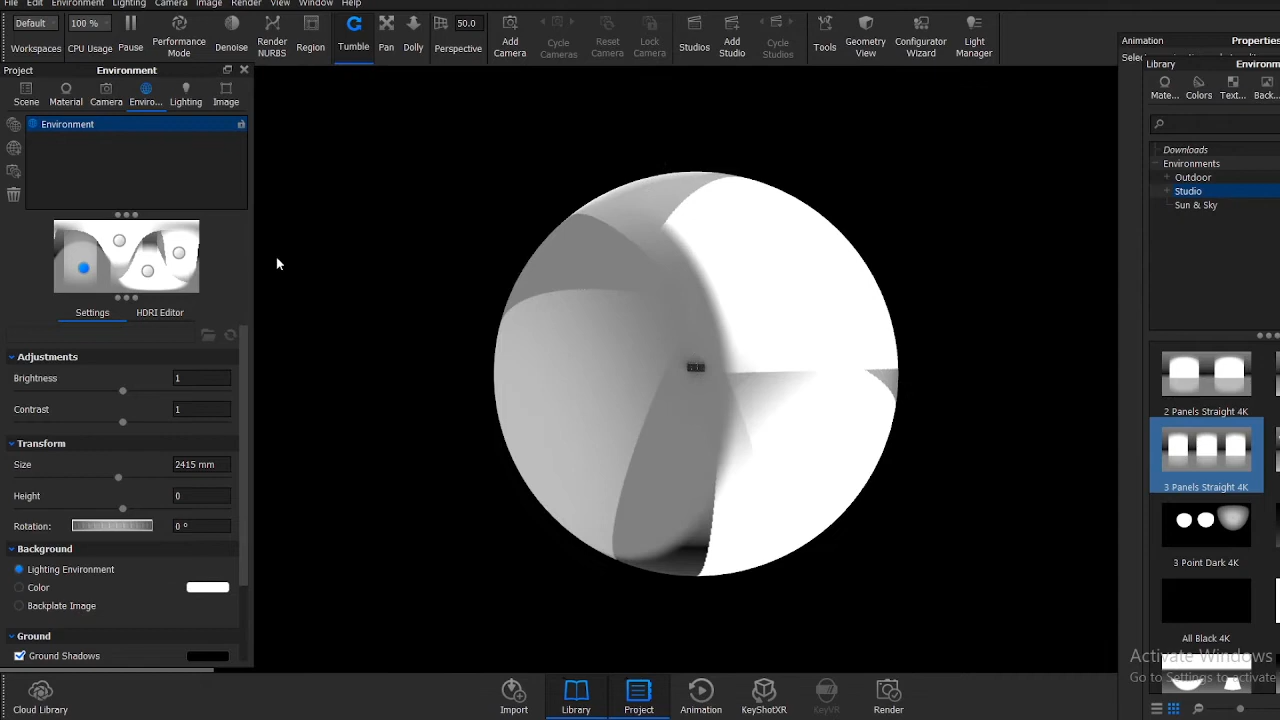 File Edit Environment Lighting Camera Image Render View Window Help
Default 100 % 50.0
Workspaces CPU Usage Pause Performance Mode Denoise Render NURBS Region Tumble Pan Dolly Perspective Add Camera Cycle Cameras Reset Camera Lock Camera Studios Add Studio Cycle Studios Tools Geometry View Configurator Wizard Light Manager
Animation Properties
Project Environment
Library
Scene Material Camera Enviro... Lighting Image
Mate... Colors Text... Back...
Environment
Downloads
Environments
Outdoor
Studio
Sun & Sky
Settings HDRI Editor
Adjustments
Brightness 1
Contrast 1
Transform
Size 2415 mm
Height 0
Rotation: 0 °
Background
Lighting Environment
Color
Backplate Image
Ground
Ground Shadows
2 Panels Straight 4K
3 Panels Straight 4K
3 Point Dark 4K
All Black 4K
Activate Windows
Go to Settings to activate
Cloud Library Import Library Project Animation KeyShotXR KeyVR Render